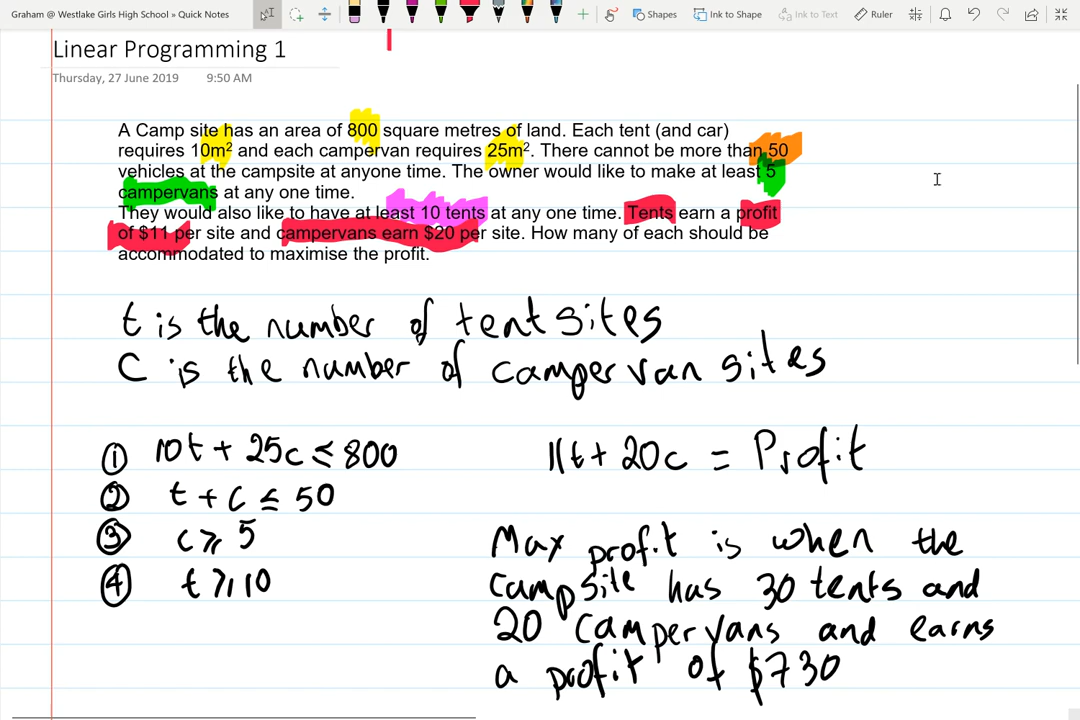 Graham @ Westlake Girls High School » Quick Notes
Shapes
Ink to Shape
Ink to Text
Ruler
Linear Programming 1
Thursday, 27 June 2019 9:50 AM
A Camp site has an area of 800 square metres of land. Each tent (and car)
requires 10m² and each campervan requires 25m². There cannot be more than 50
vehicles at the campsite at anyone time. The owner would like to make at least 5
campervans at any one time.
They would also like to have at least 10 tents at any one time. Tents earn a profit
of $11 per site and campervans earn $20 per site. How many of each should be
accommodated to maximise the profit.
t is the number of tent sites
C is the number of campervan sites
① 10t + 25c ≤ 800
② t + c ≤ 50
③ c ≥ 5
④ t ≥ 10
11t + 20c = Profit
Max profit is when the
campsite has 30 tents and
20 campervans and earns
a profit of $730